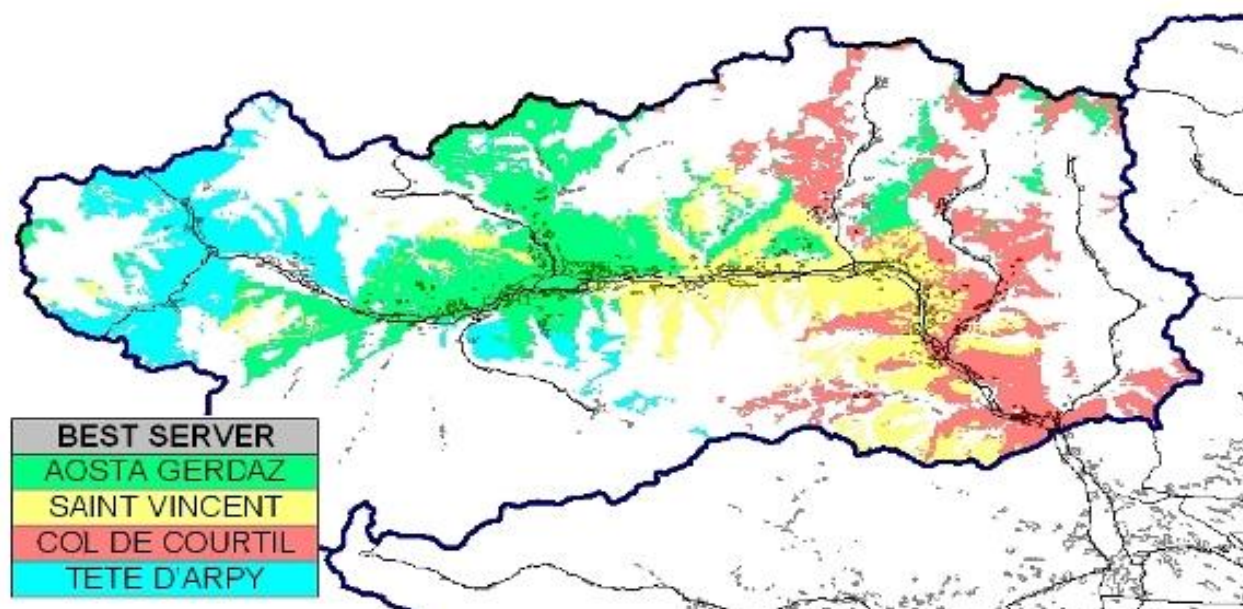 BEST SERVER
AOSTA GERDAZ
SAINT VINCENT
COL DE COURTIL
TETE D'ARPY